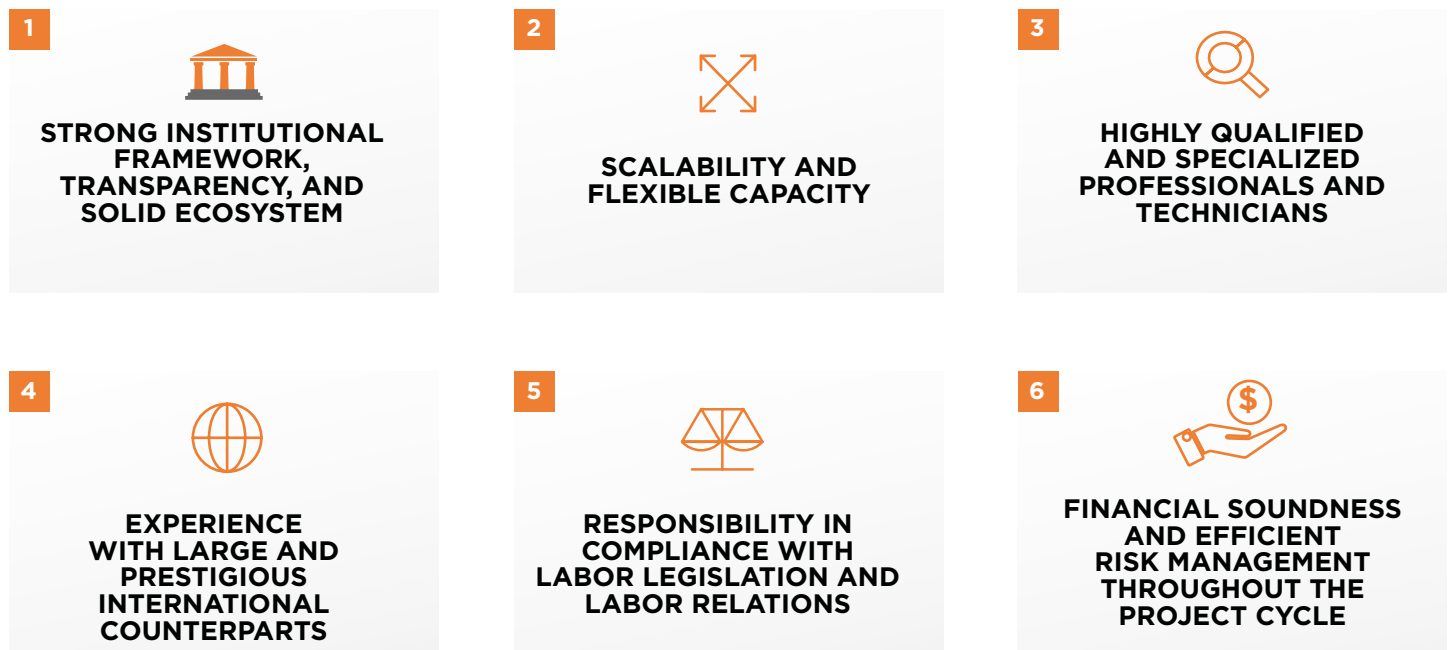 1
STRONG INSTITUTIONAL
FRAMEWORK,
TRANSPARENCY, AND
SOLID ECOSYSTEM
2
SCALABILITY AND
FLEXIBLE CAPACITY
3
HIGHLY QUALIFIED
AND SPECIALIZED
PROFESSIONALS AND
TECHNICIANS
4
EXPERIENCE
WITH LARGE AND
PRESTIGIOUS
INTERNATIONAL
COUNTERPARTS
5
RESPONSIBILITY IN
COMPLIANCE WITH
LABOR LEGISLATION AND
LABOR RELATIONS
6
$
FINANCIAL SOUNDNESS
AND EFFICIENT
RISK MANAGEMENT
THROUGHOUT THE
PROJECT CYCLE